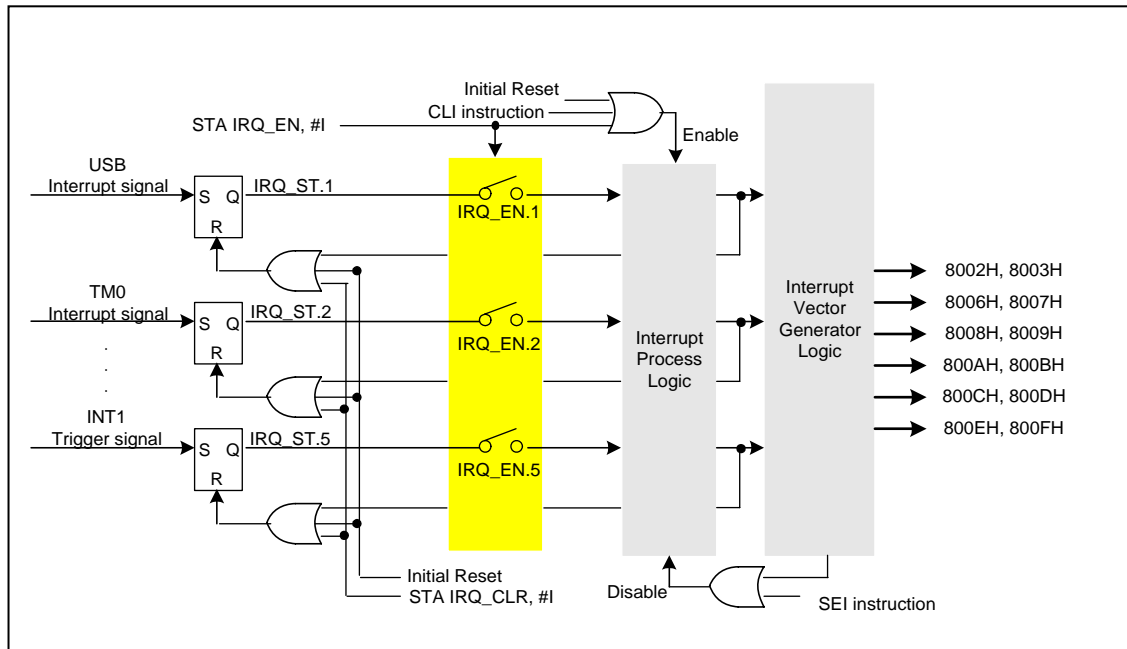 Initial Reset
CLI instruction
STA IRQ_EN, #I
Enable
USB
Interrupt signal
S Q
R
IRQ_ST.1
IRQ_EN.1
TM0
Interrupt signal
S Q
R
IRQ_ST.2
IRQ_EN.2
.
.
.
INT1
Trigger signal
S Q
R
IRQ_ST.5
IRQ_EN.5
Interrupt
Process
Logic
Interrupt
Vector
Generator
Logic
8002H, 8003H
8006H, 8007H
8008H, 8009H
800AH, 800BH
800CH, 800DH
800EH, 800FH
Initial Reset
STA IRQ_CLR, #I
Disable
SEI instruction